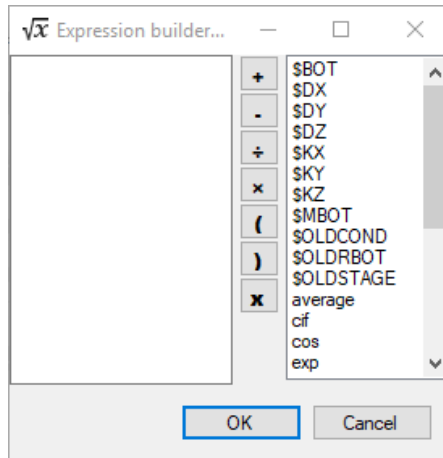 √x Expression builder...
+
-
÷
×
(
)
x
$BOT
$DX
$DY
$DZ
$KX
$KY
$KZ
$MBOT
$OLDCOND
$OLDRBOT
$OLDSTAGE
average
cif
cos
exp
OK
Cancel